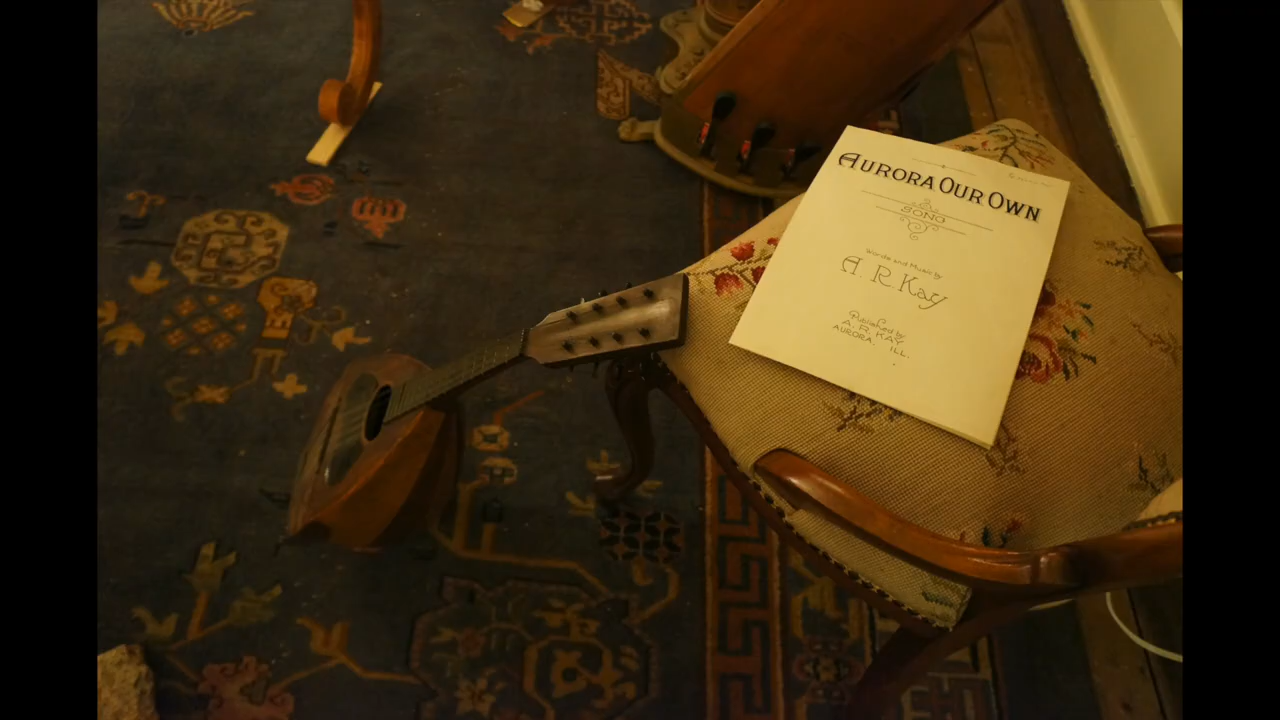 AURORA OUR OWN
SONG
Words and Music by
A. R. Kay
Published by
A. R. KAY
AURORA. ILL.